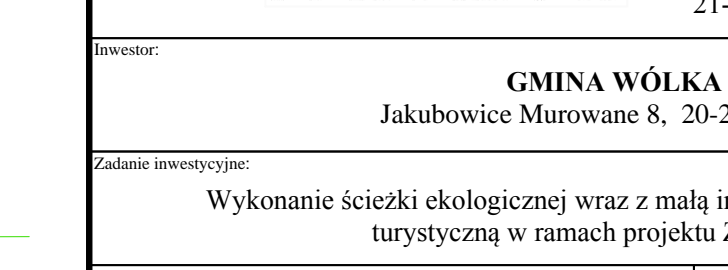 21-
Inwestor:
GMINA WÓLKA
Jakubowice Murowane 8, 20-2
Zadanie inwestycyjne:
Wykonanie ścieżki ekologicznej wraz z małą
turystyczną w ramach projektu